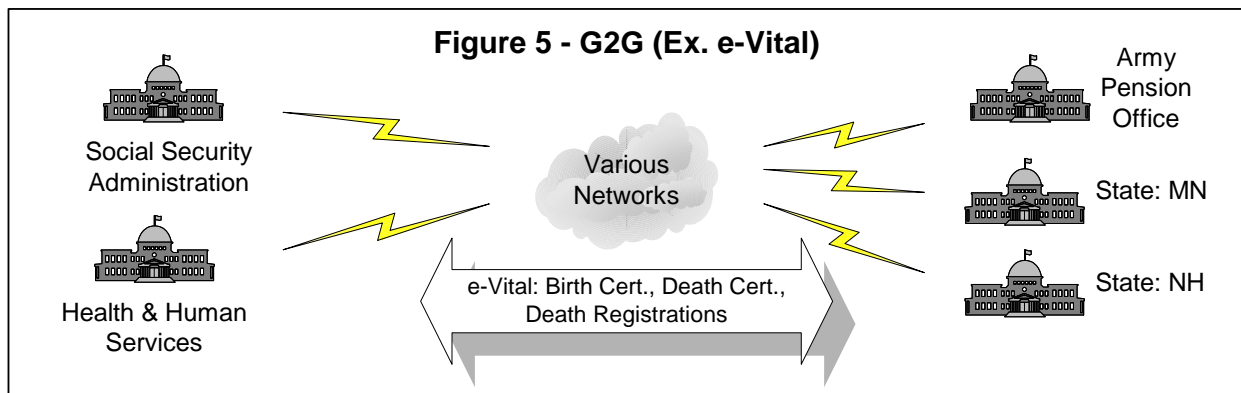 Figure 5 - G2G (Ex. e-Vital)
Social Security
Administration
Health & Human
Services
Various
Networks
e-Vital: Birth Cert., Death Cert.,
Death Registrations
Army
Pension
Office
State: MN
State: NH